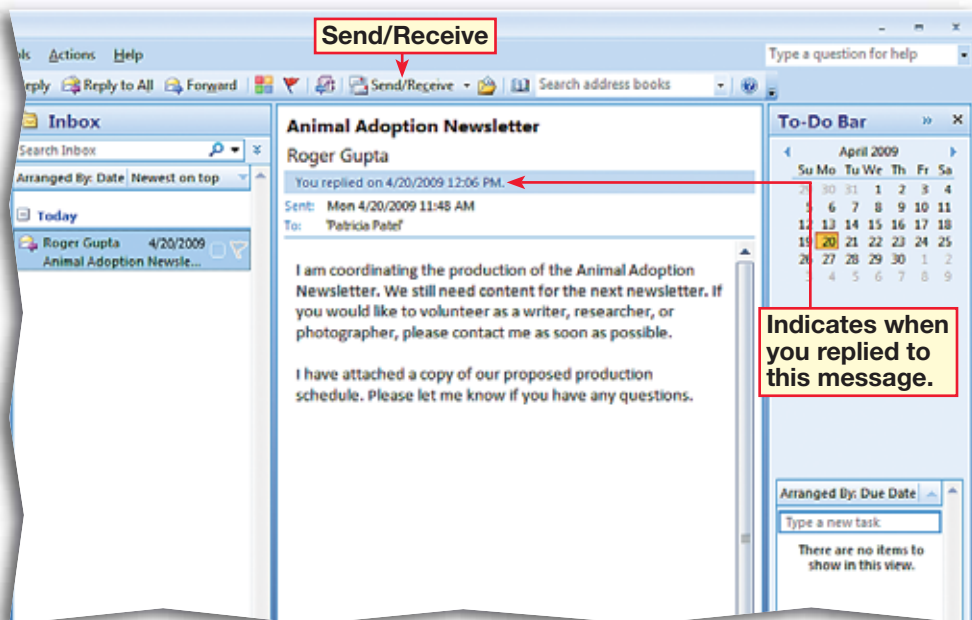 Send/Receive
Actions Help
Type a question for help
Reply to All Forward Send/Receive Search address books
Inbox
Search Inbox
Arranged By: Date Newest on top
Today
Roger Gupta 4/20/2009
Animal Adoption Newsle...
Animal Adoption Newsletter
Roger Gupta
You replied on 4/20/2009 12:06 PM.
Sent: Mon 4/20/2009 11:48 AM
To: 'Patricia Patel'
I am coordinating the production of the Animal Adoption
Newsletter. We still need content for the next newsletter. If
you would like to volunteer as a writer, researcher, or
photographer, please contact me as soon as possible.
I have attached a copy of our proposed production
schedule. Please let me know if you have any questions.
To-Do Bar
April 2009
Su Mo Tu We Th Fr Sa
29 30 31 1 2 3 4
5 6 7 8 9 10 11
12 13 14 15 16 17 18
19 20 21 22 23 24 25
26 27 28 29 30 1 2
3 4 5 6 7 8 9
Indicates when
you replied to
this message.
Arranged By: Due Date
Type a new task
There are no items to
show in this view.